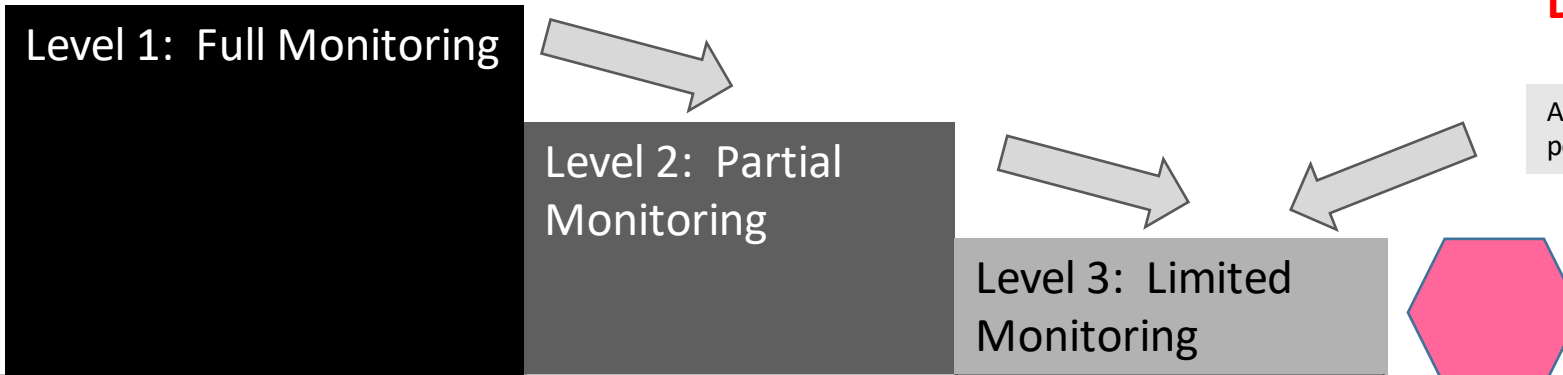 Level 1: Full Monitoring
Level 2: Partial
Monitoring
Level 3: Limited
Monitoring